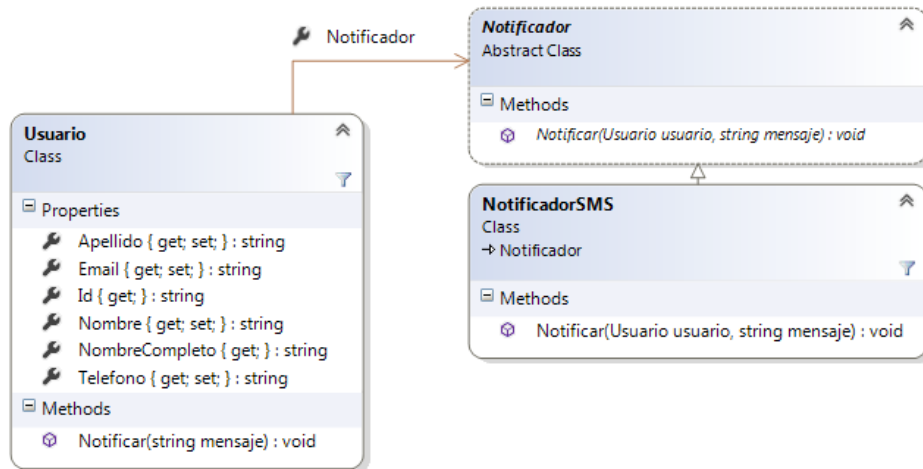 Notificador
Notificador
Abstract Class
Methods
Notificar(Usuario usuario, string mensaje) : void
Usuario
Class
Properties
Apellido { get; set; } : string
Email { get; set; } : string
Id { get; } : string
Nombre { get; set; } : string
NombreCompleto { get; } : string
Telefono { get; set; } : string
Methods
Notificar(string mensaje) : void
NotificadorSMS
Class
Notificador
Methods
Notificar(Usuario usuario, string mensaje) : void